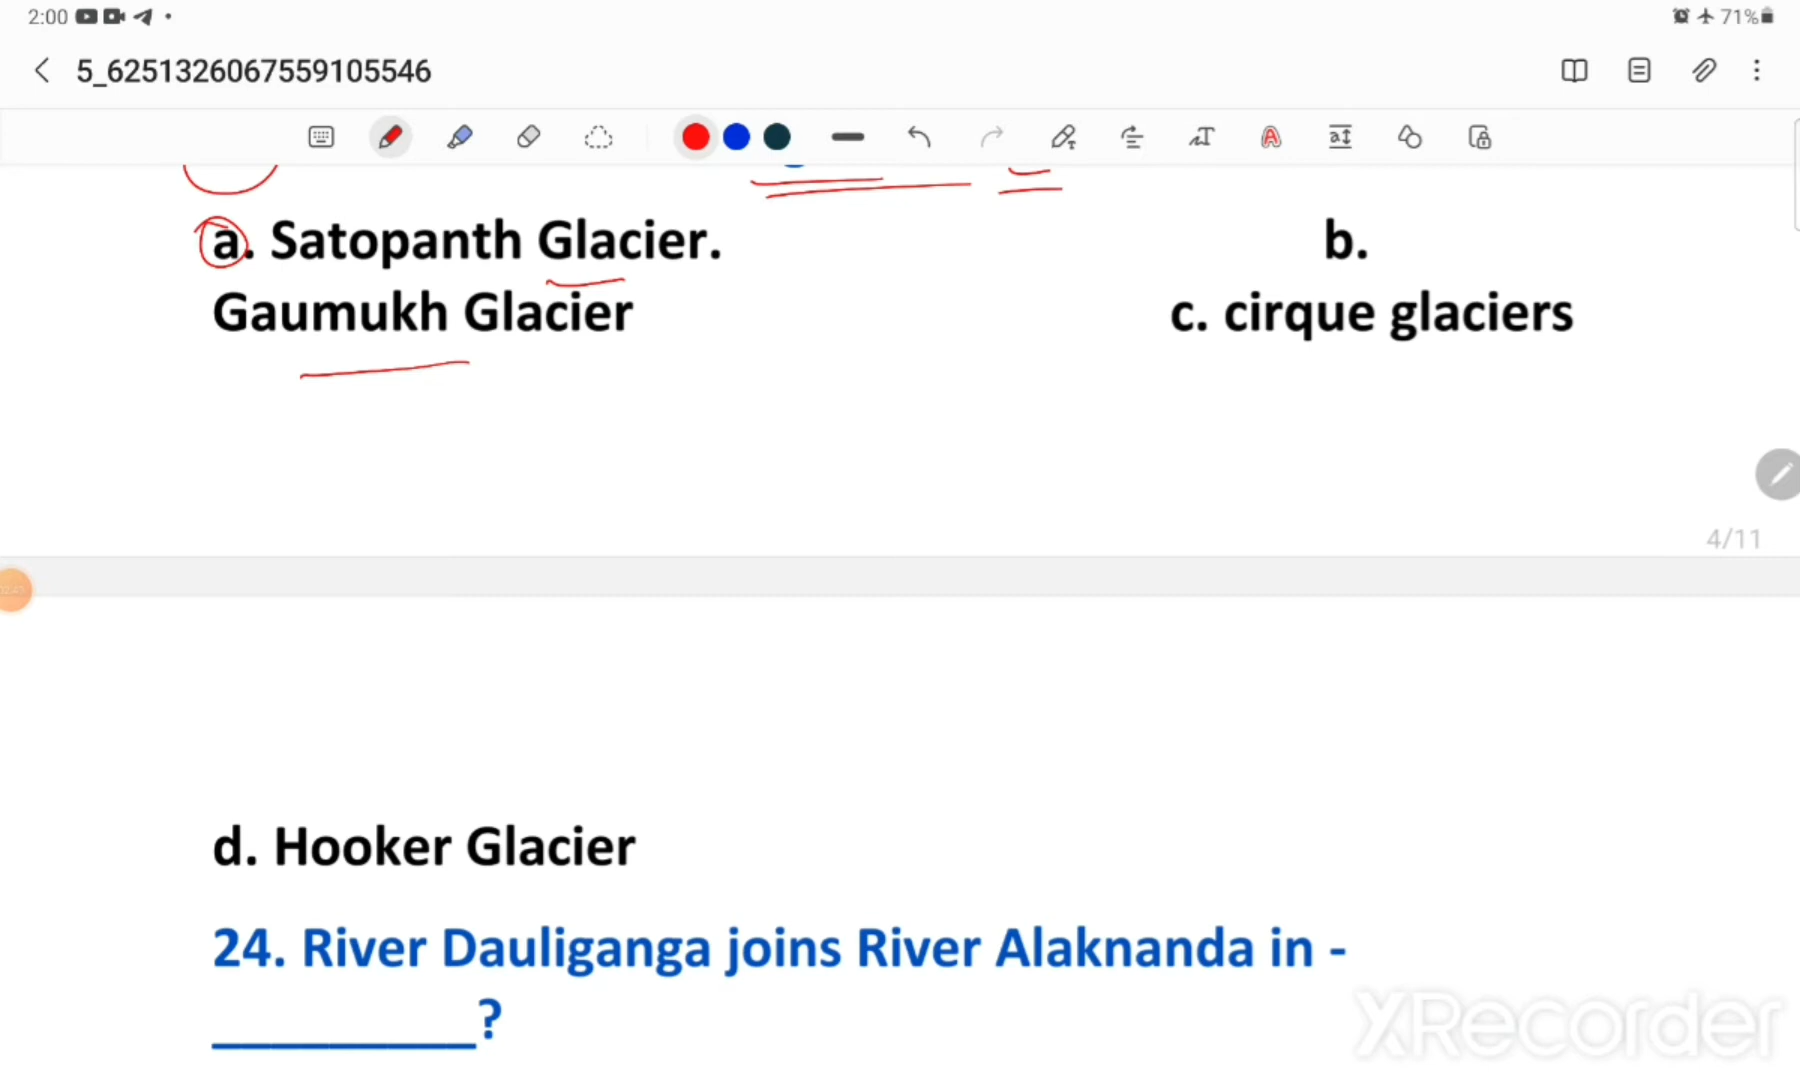 2:00
71%
5_6251326067559105546
a. Satopanth Glacier. b.
Gaumukh Glacier c. cirque glaciers
4/11
d. Hooker Glacier
24. River Dauliganga joins River Alaknanda in -
_________?
XRecorder